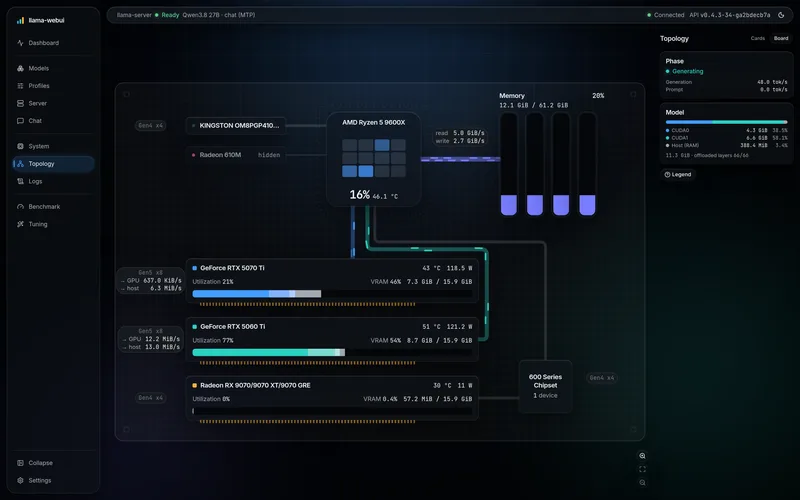 llama-webui
llama-server Ready Qwen3.8 27B · chat (MTP)
Connected API v0.4.3-34-ga2bdecb7a
Dashboard
Models
Profiles
Server
Chat
System
Topology
Logs
Benchmark
Tuning
Collapse
Settings
Gen4 x4
KINGSTON OM8PGP410...
Radeon 610M hidden
AMD Ryzen 5 9600X
16% 46.1 °C
read 5.0 GiB/s
write 2.7 GiB/s
Memory 20%
12.1 GiB / 61.2 GiB
Gen5 x8
→ GPU 637.0 KiB/s
← host 6.3 MiB/s
GeForce RTX 5070 Ti 43 °C 118.5 W
Utilization 21% VRAM 46% 7.3 GiB / 15.9 GiB
Gen5 x8
→ GPU 12.2 MiB/s
← host 13.0 MiB/s
GeForce RTX 5060 Ti 51 °C 121.2 W
Utilization 77% VRAM 54% 8.7 GiB / 15.9 GiB
Gen4 x4
Radeon RX 9070/9070 XT/9070 GRE 30 °C 11 W
Utilization 0% VRAM 0.4% 57.2 MiB / 15.9 GiB
600 Series
Chipset
1 device
Gen4 x4
Topology Cards Board
Phase
Generating
Generation 48.0 tok/s
Prompt 0.0 tok/s
Model
CUDA0 4.3 GiB 38.5%
CUDA1 6.6 GiB 58.1%
Host (RAM) 388.4 MiB 3.4%
11.3 GiB · offloaded layers 66/66
Legend